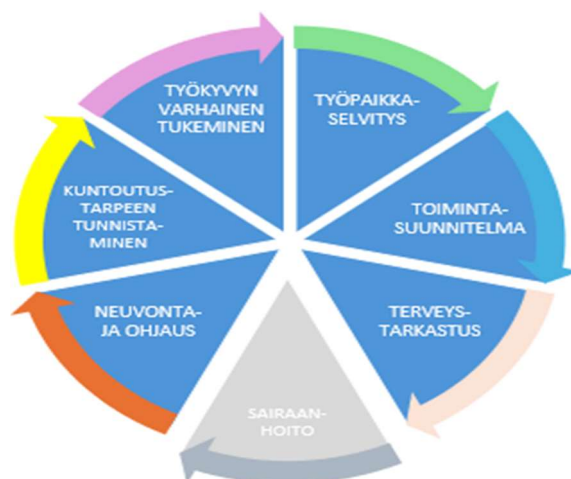 TYÖKYVYN
VARHAINEN
TUKEMINEN
TYÖPAIKKA-
SELVITYS
KUNTOUTUS-
TARPEEN
TUNNISTA-
MINEN
TOIMINTA-
SUUNNITELMA
NEUVONTA-
JA OHJAUS
TERVEYS-
TARKASTUS
SAIRAAN-
HOITO